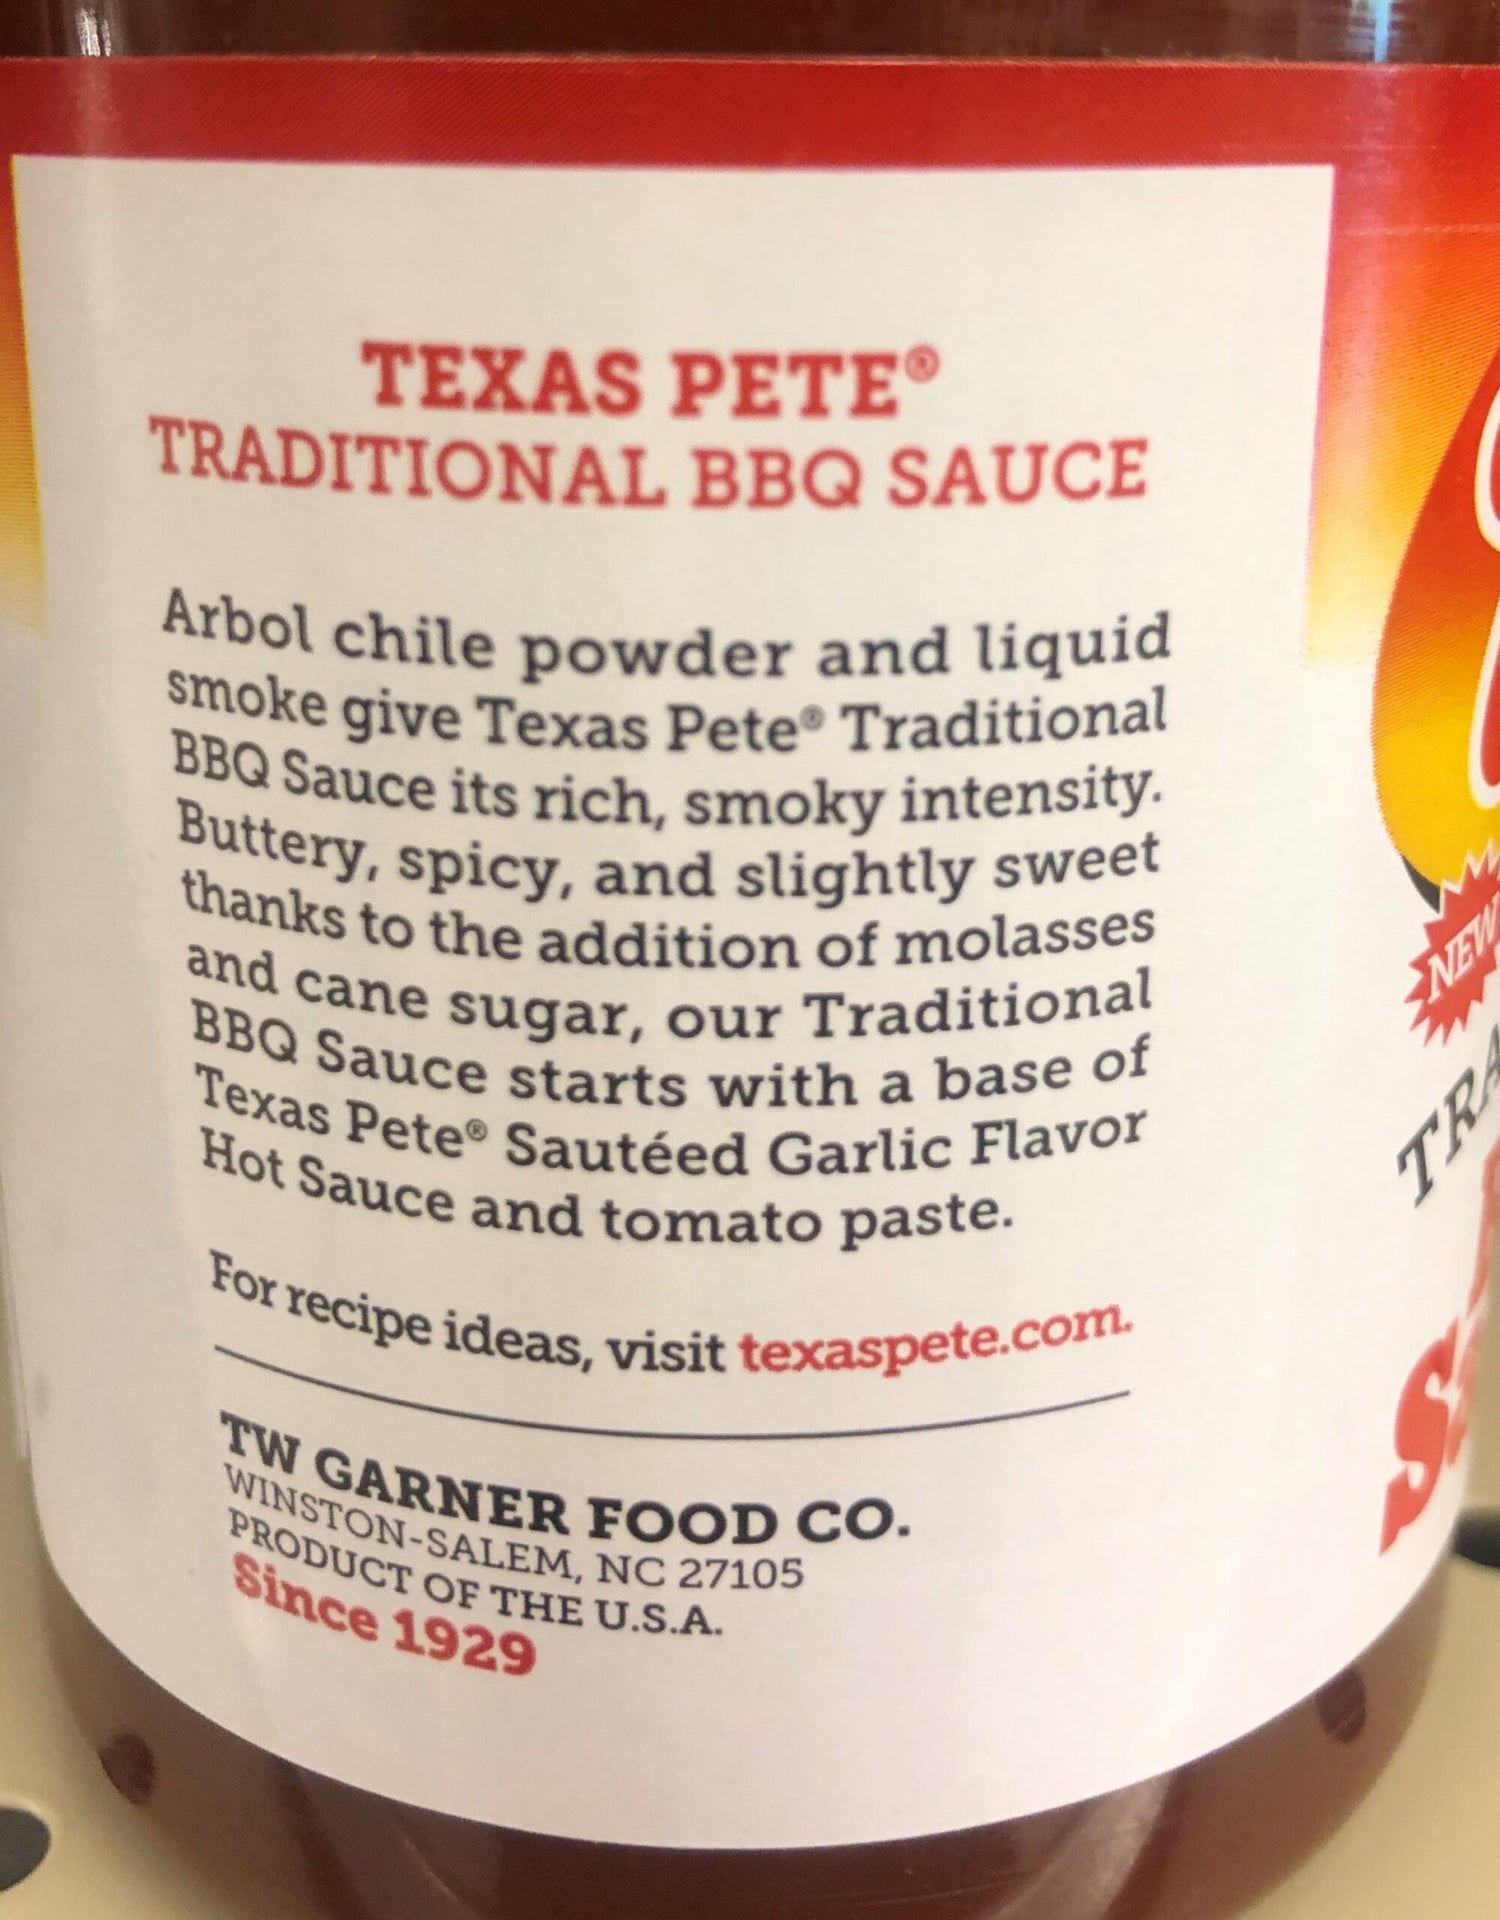 TEXAS PETE®
TRADITIONAL BBQ SAUCE
Arbol chile powder and liquid
smoke give Texas Pete® Traditional
BBQ Sauce its rich, smoky intensity.
Buttery, spicy, and slightly sweet
thanks to the addition of molasses
and cane sugar, our Traditional
BBQ Sauce starts with a base of
Texas Pete® Sautéed Garlic Flavor
Hot Sauce and tomato paste.
For recipe ideas, visit texaspete.com.
TW GARNER FOOD CO.
WINSTON-SALEM, NC 27105
PRODUCT OF THE U.S.A.
Since 1929
NEW